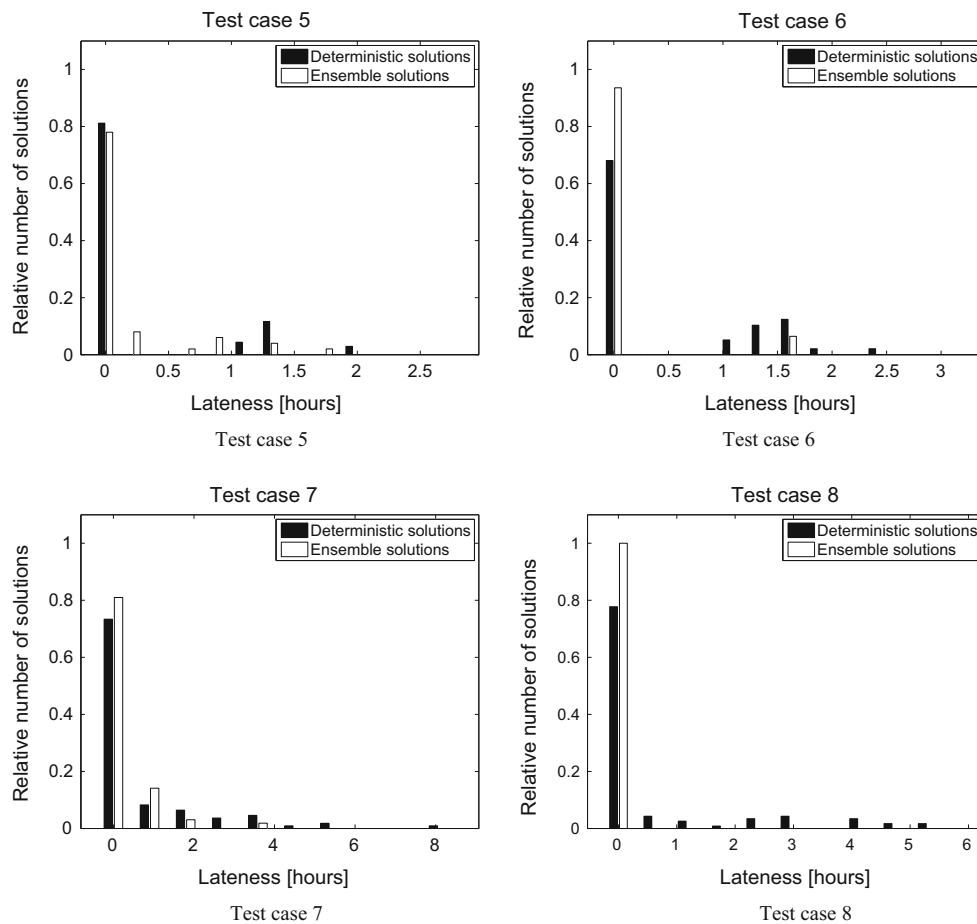 Test case 5
Deterministic solutions
Ensemble solutions
Relative number of solutions
1
0.8
0.6
0.4
0.2
0
0 0.5 1 1.5 2 2.5
Lateness [hours]
Test case 5
Test case 6
Deterministic solutions
Ensemble solutions
Relative number of solutions
1
0.8
0.6
0.4
0.2
0
0 0.5 1 1.5 2 2.5 3
Lateness [hours]
Test case 6
Test case 7
Deterministic solutions
Ensemble solutions
Relative number of solutions
1
0.8
0.6
0.4
0.2
0
0 2 4 6 8
Lateness [hours]
Test case 7
Test case 8
Deterministic solutions
Ensemble solutions
Relative number of solutions
1
0.8
0.6
0.4
0.2
0
0 1 2 3 4 5 6
Lateness [hours]
Test case 8